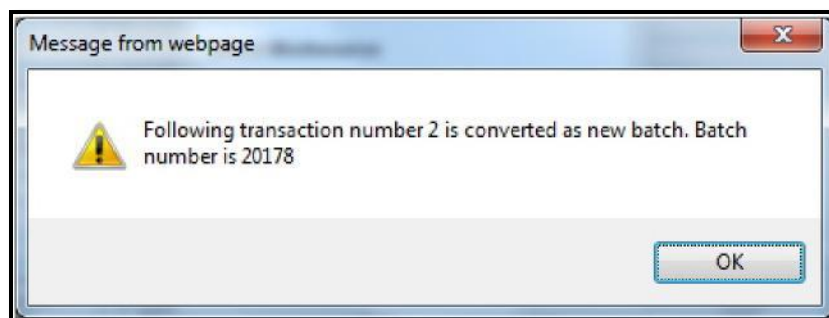 Message from webpage
Following transaction number 2 is converted as new batch. Batch
number is 20178
OK